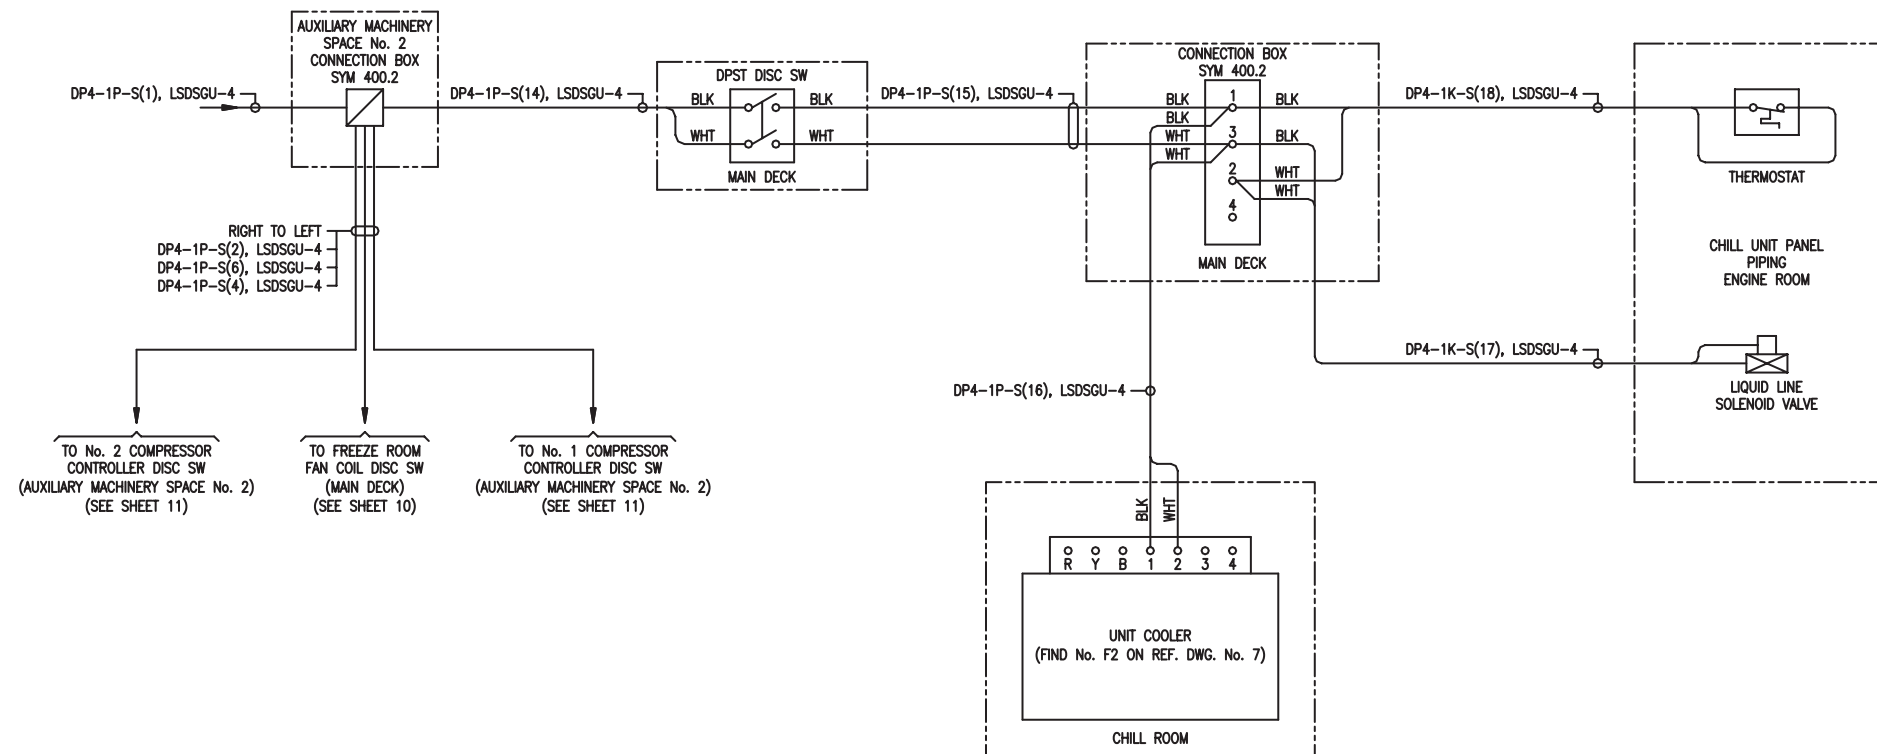 AUXILIARY MACHINERY
SPACE No. 2
CONNECTION BOX
SYM 400.2
DP4-1P-S(1), LSDSGU-4
DP4-1P-S(14), LSDSGU-4
DPST DISC SW
BLK
BLK
WHT
WHT
MAIN DECK
DP4-1P-S(15), LSDSGU-4
CONNECTION BOX
SYM 400.2
BLK
1
BLK
BLK
WHT
3
BLK
WHT
2
WHT
WHT
4
MAIN DECK
DP4-1K-S(18), LSDSGU-4
THERMOSTAT
CHILL UNIT PANEL
PIPING
ENGINE ROOM
DP4-1K-S(17), LSDSGU-4
LIQUID LINE
SOLENOID VALVE
RIGHT TO LEFT
DP4-1P-S(2), LSDSGU-4
DP4-1P-S(6), LSDSGU-4
DP4-1P-S(4), LSDSGU-4
TO No. 2 COMPRESSOR
CONTROLLER DISC SW
(AUXILIARY MACHINERY SPACE No. 2)
(SEE SHEET 11)
TO FREEZE ROOM
FAN COIL DISC SW
(MAIN DECK)
(SEE SHEET 10)
TO No. 1 COMPRESSOR
CONTROLLER DISC SW
(AUXILIARY MACHINERY SPACE No. 2)
(SEE SHEET 11)
DP4-1P-S(16), LSDSGU-4
BLK
WHT
R Y B 1 2 3 4
UNIT COOLER
(FIND No. F2 ON REF. DWG. No. 7)
CHILL ROOM